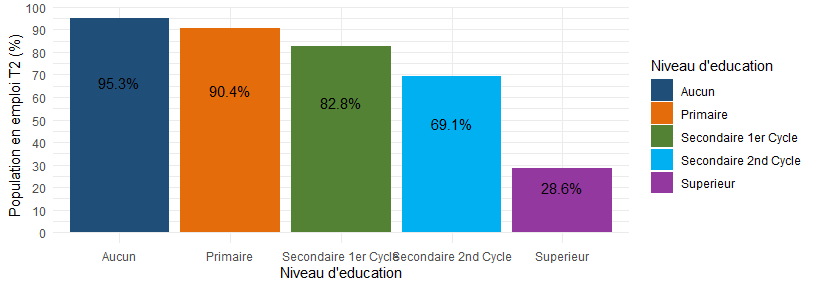 Population en emploi T2 (%)
100
90
80
70
60
50
40
30
20
10
0
95.3%
90.4%
82.8%
69.1%
28.6%
Aucun
Primaire
Secondaire 1er Cycle
Secondaire 2nd Cycle
Superieur
Niveau d'education
Niveau d'education
Aucun
Primaire
Secondaire 1er Cycle
Secondaire 2nd Cycle
Superieur